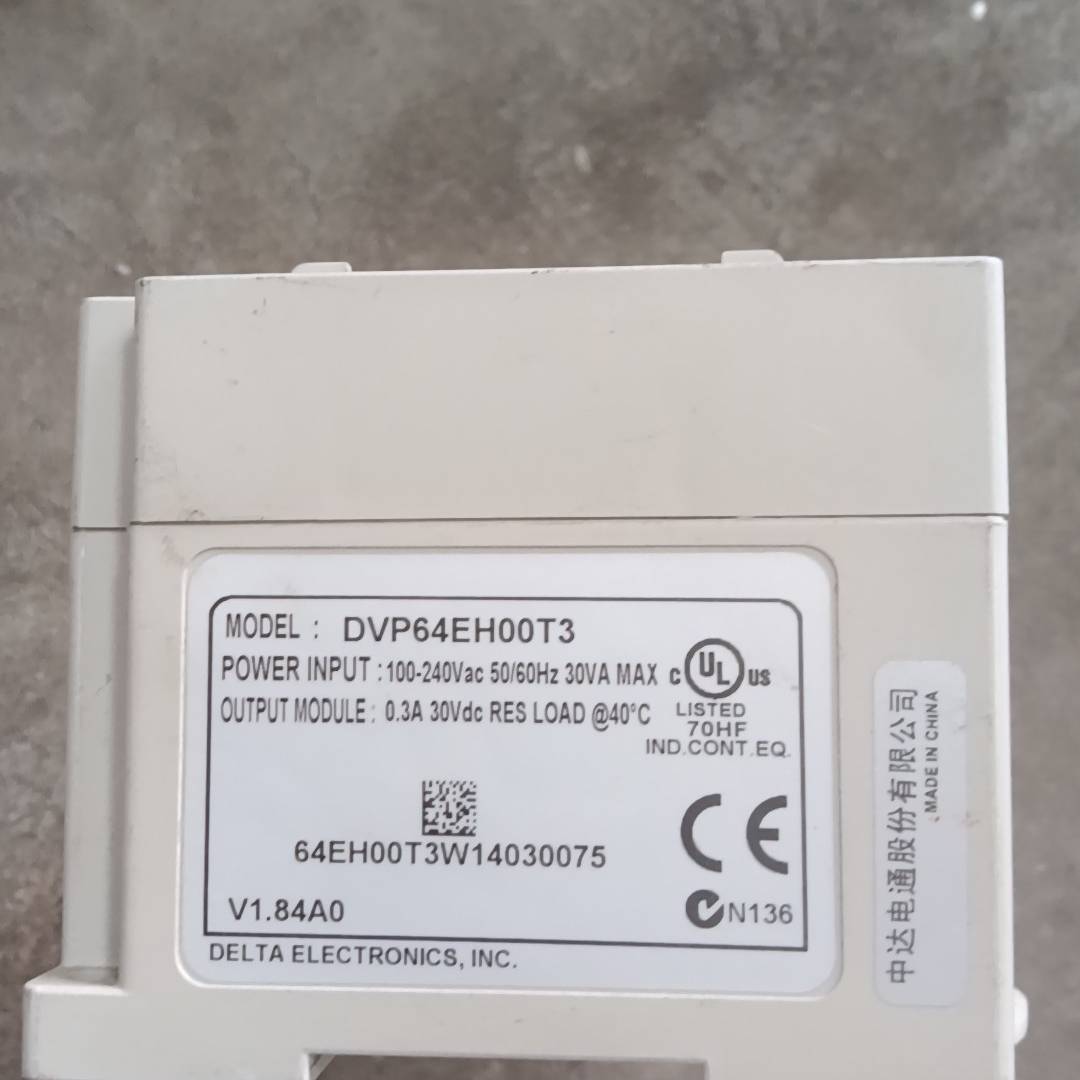 MODEL : DVP64EH00T3
POWER INPUT : 100-240Vac 50/60Hz 30VA MAX
OUTPUT MODULE : 0.3A 30Vdc RES LOAD @40°C
C UL US
LISTED
70HF
IND.CONT.EQ.
64EH00T3W14030075
CE
V1.84A0
N136
DELTA ELECTRONICS, INC.
中达电通股份有限公司
MADE IN CHINA